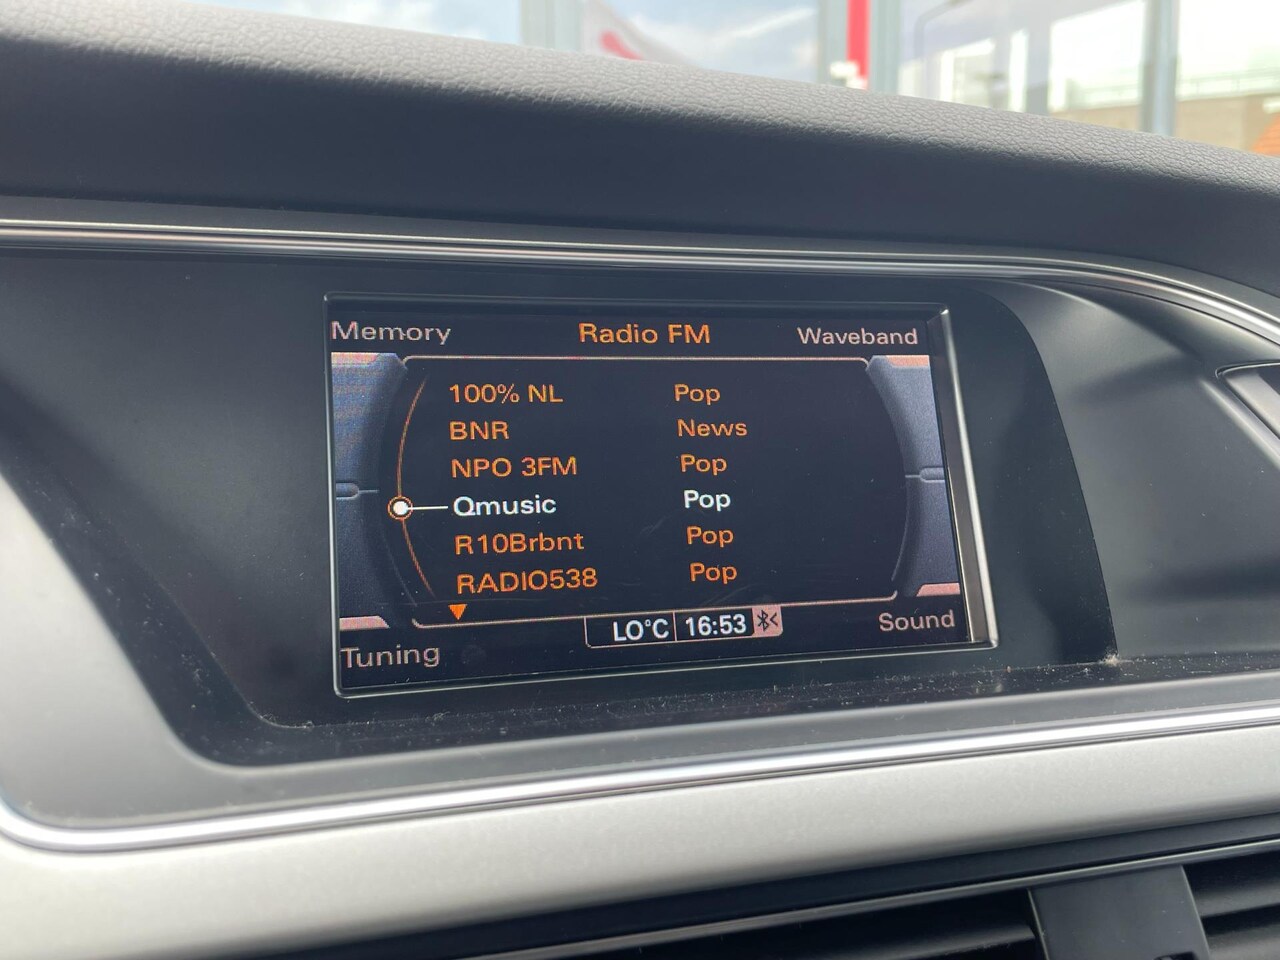 Memory Radio FM Waveband
100% NL Pop
BNR News
NPO 3FM Pop
Qmusic Pop
R10Brbnt Pop
RADIO538 Pop
LO°C 16:53
Tuning Sound